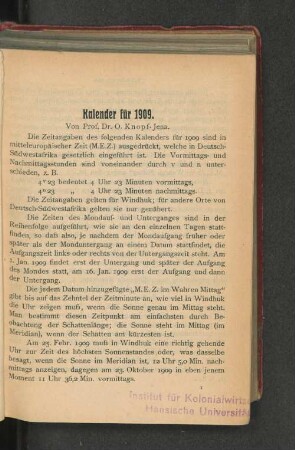 Kalender für 1909.
Von Prof. Dr. O. Knopf-Jena.
Die Zeitangaben des folgenden Kalenders für 1909 sind in
mitteleuropäischer Zeit (M.E.Z.) ausgedrückt, welche in Deutsch-
Südwestafrika gesetzlich eingeführt ist. Die Vormittags- und
Nachmittagsstunden sind voneinander durch v und n unter-
schieden, z. B.
4v23 bedeutet 4 Uhr 23 Minuten vormittags,
4n23 „ 4 Uhr 23 Minuten nachmittags.
Die Zeitangaben gelten für Windhuk; für andere Orte von
Deutsch-Südwestafrika gelten sie nur genähert.
Die Zeiten des Mondauf- und Unterganges sind in der
Reihenfolge aufgeführt, wie sie an den einzelnen Tagen statt-
finden, so daß also, je nachdem der Mondaufgang früher oder
später als der Monduntergang an einem Datum stattfindet, die
Aufgangszeit links oder rechts von der Untergangszeit steht. Am
1. Jan. 1909 findet erst der Untergang und später der Aufgang
des Mondes statt, am 16. Jan. 1909 erst der Aufgang und dann
der Untergang.
Die jedem Datum hinzugefügte „M.E.Z. im Wahren Mittag“
gibt bis auf das Zehntel der Zeitminute an, wie viel in Windhuk
die Uhr zeigen muß, wenn die Sonne genau im Mittag steht.
Man bestimmt diesen Zeitpunkt am einfachsten durch Be-
obachtung der Schattenlänge; die Sonne steht im Mittag (im
Meridian), wenn die Schatten am kürzesten ist.
Am 23. Febr. 1909 muß eine richtig gehende
Uhr zur Zeit des höchsten Sonnenstandes oder, was dasselbe
besagt, wenn die Sonne im Meridian ist, 12 Uhr 5,0 Min. nach-
mittags anzeigen, dagegen am 23. Oktober 1909 in eben jenem
Moment 11 Uhr 36,2 Min. vormittags.
1
Institut für Kolonialwirts
Hansische Universität